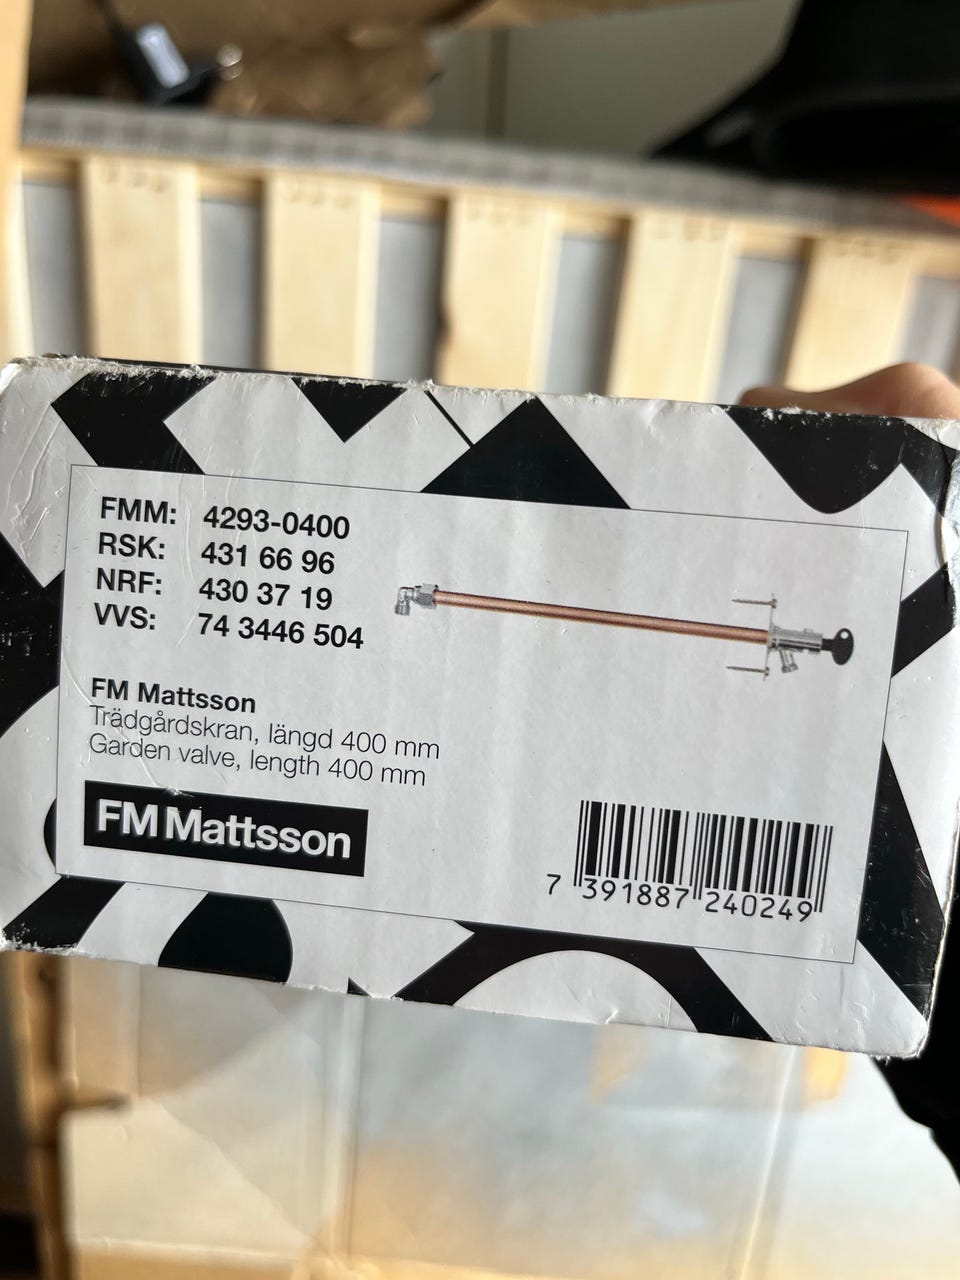 FMM: 4293-0400
RSK: 431 66 96
NRF: 430 37 19
VVS: 74 3446 504
FM Mattsson
Trädgårdskran, längd 400 mm
Garden valve, length 400 mm
FM Mattsson
7 391887 240249